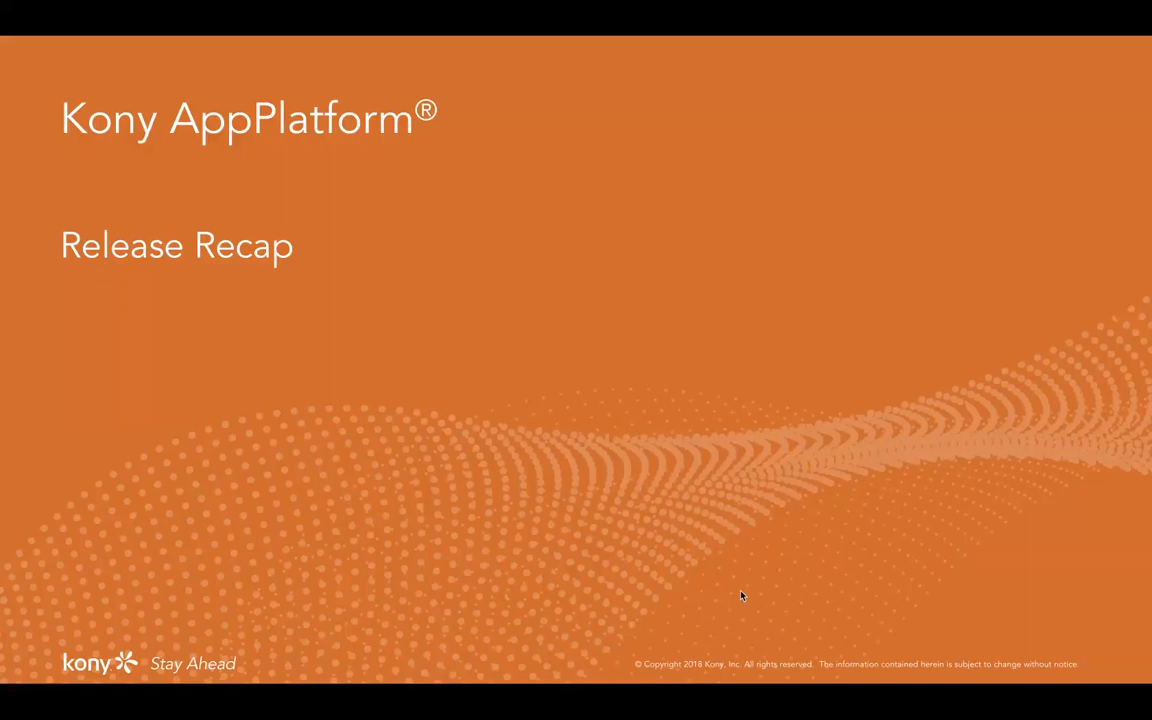 Kony AppPlatform®
Release Recap
kony Stay Ahead
© Copyright 2018 Kony, Inc. All rights reserved. The information contained herein is subject to change without notice.